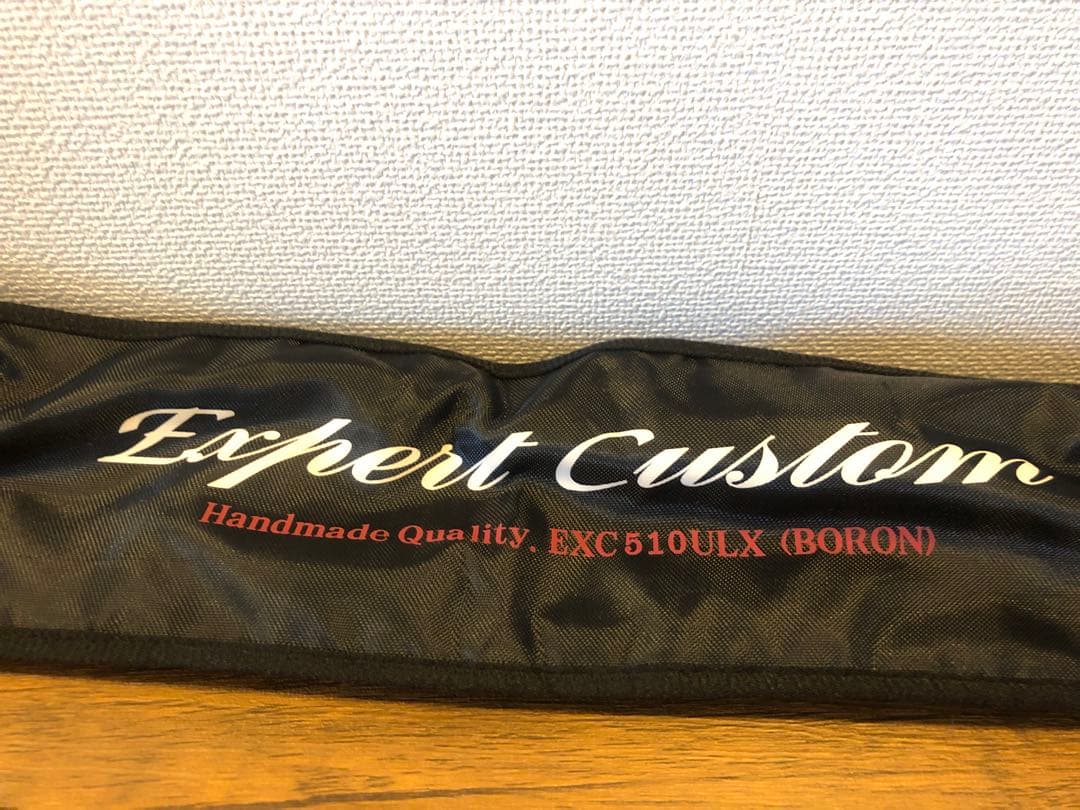 Expert Custom
Handmade Quality. EXC510ULX (BORON)